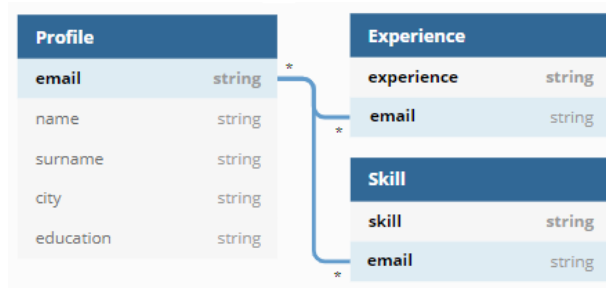 Profile
email string
name string
surname string
city string
education string
*
Experience
experience string
email string
*
Skill
skill string
email string
*